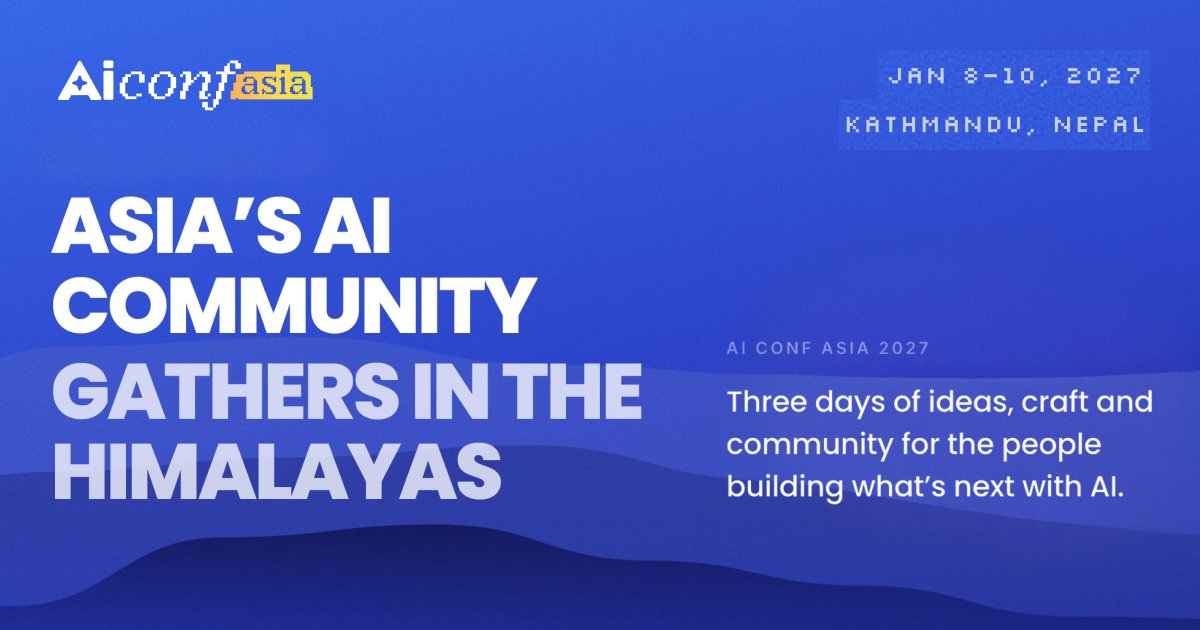 Aiconfasia
JAN 8-10, 2027
KATHMANDU, NEPAL
ASIA’S AI
COMMUNITY
GATHERS IN THE
HIMALAYAS
AI CONF ASIA 2027
Three days of ideas, craft and
community for the people
building what’s next with AI.